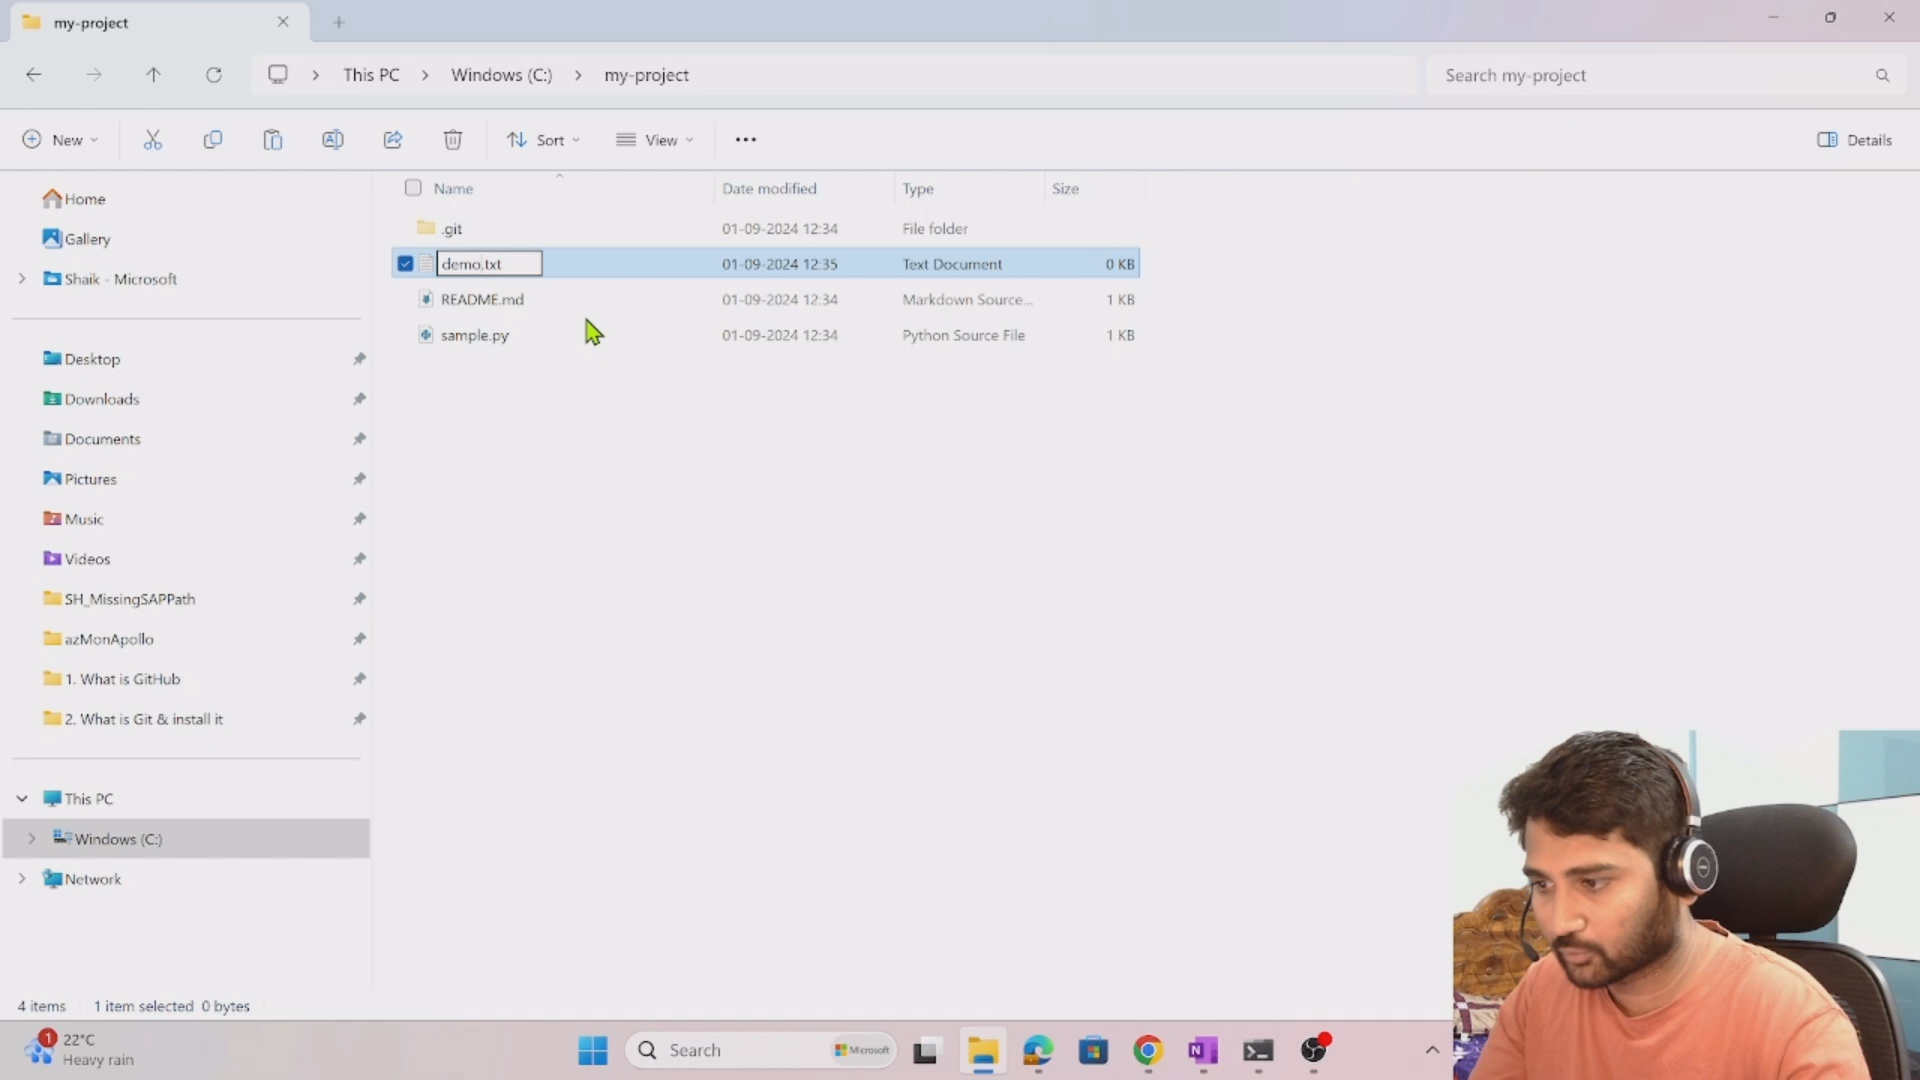 my-project
This PC
Windows (C:)
my-project
Search my-project
New
Sort
View
Details
Home
Gallery
Shaik - Microsoft
Desktop
Downloads
Documents
Pictures
Music
Videos
SH_MissingSAPPath
azMonApollo
1. What is GitHub
2. What is Git & install it
This PC
Windows (C:)
Network
Name Date modified Type Size
.git 01-09-2024 12:34 File folder
demo.txt 01-09-2024 12:35 Text Document 0 KB
README.md 01-09-2024 12:34 Markdown Source... 1 KB
sample.py 01-09-2024 12:34 Python Source File 1 KB
4 items 1 item selected 0 bytes
1
22°C
Heavy rain
Search
Microsoft
N